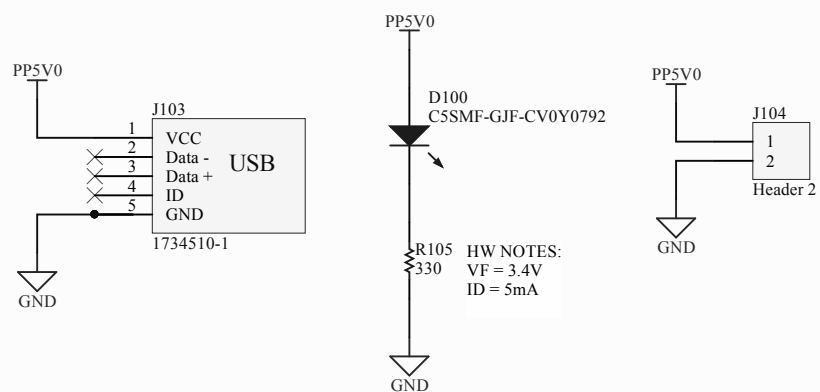 PP5V0
J103
1
VCC
2
Data -
3
Data +
4
ID
5
GND
USB
1734510-1
GND
PP5V0
D100
C5SMF-GJF-CV0Y0792
R105
330
HW NOTES:
VF = 3.4V
ID = 5mA
GND
PP5V0
J104
1
2
Header 2
GND